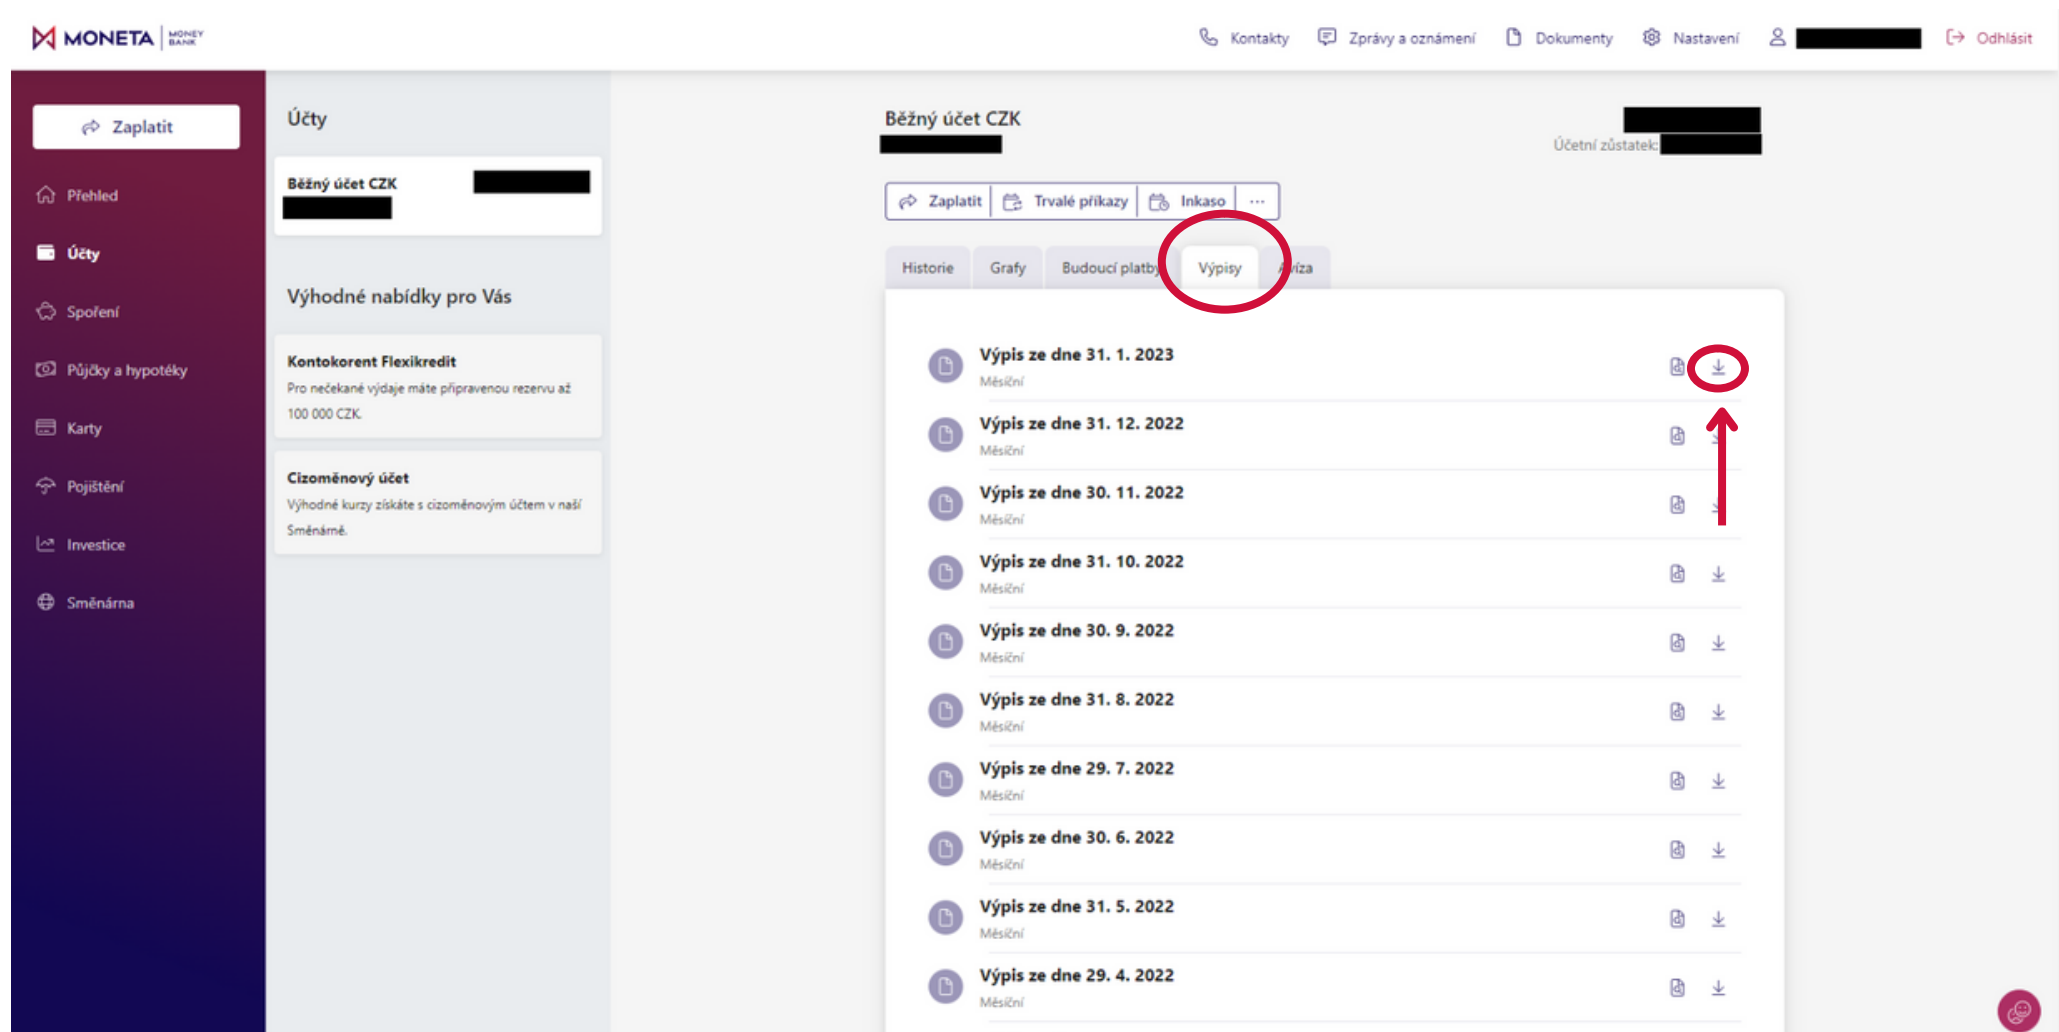 MONETA MONEY BANK
Kontakty
Zprávy a oznámení
Dokumenty
Nastavení
Odhlásit
Zaplatit
Přehled
Účty
Spoření
Půjčky a hypotéky
Karty
Pojištění
Investice
Směnárna
Účty
Běžný účet CZK
Výhodné nabídky pro Vás
Kontokorent Flexikredit
Pro nečekané výdaje máte připravenou rezervu až
100 000 CZK.
Cizoměnový účet
Výhodné kurzy získáte s cizoměnovým účtem v naší
Směnárně.
Běžný účet CZK
Účetní zůstatek:
Zaplatit
Trvalé příkazy
Inkaso
...
Historie
Grafy
Budoucí platby
Výpisy
Avíza
Výpis ze dne 31. 1. 2023
Měsíční
Výpis ze dne 31. 12. 2022
Měsíční
Výpis ze dne 30. 11. 2022
Měsíční
Výpis ze dne 31. 10. 2022
Měsíční
Výpis ze dne 30. 9. 2022
Měsíční
Výpis ze dne 31. 8. 2022
Měsíční
Výpis ze dne 29. 7. 2022
Měsíční
Výpis ze dne 30. 6. 2022
Měsíční
Výpis ze dne 31. 5. 2022
Měsíční
Výpis ze dne 29. 4. 2022
Měsíční